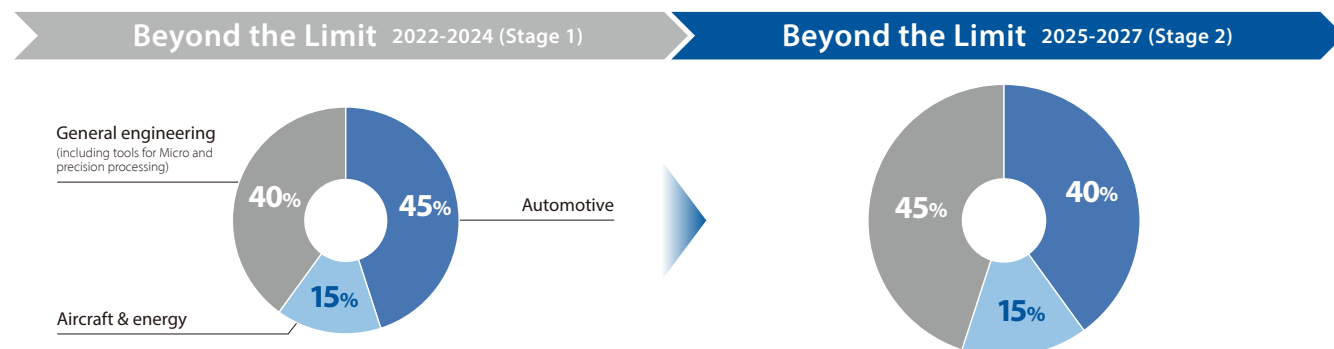 Beyond the Limit 2022-2024 (Stage 1)
Beyond the Limit 2025-2027 (Stage 2)
General engineering
(including tools for Micro and
precision processing)
40%
45%
Automotive
15%
Aircraft & energy
45%
40%
15%